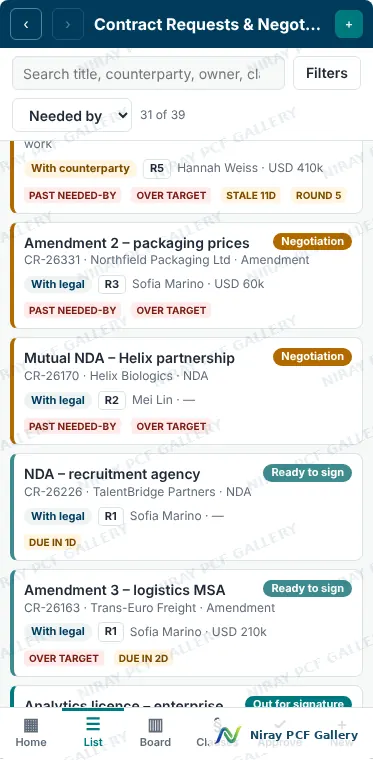 ‹ › Contract Requests & Negot... +
Search title, counterparty, owner, cla
Filters
Needed by 31 of 39
work
With counterparty R5 Hannah Weiss · USD 410k
PAST NEEDED-BY OVER TARGET STALE 11D ROUND 5
Amendment 2 – packaging prices Negotiation
CR-26331 · Northfield Packaging Ltd · Amendment
With legal R3 Sofia Marino · USD 60k
PAST NEEDED-BY OVER TARGET
Mutual NDA – Helix partnership Negotiation
CR-26170 · Helix Biologics · NDA
With legal R2 Mei Lin · —
PAST NEEDED-BY OVER TARGET
NDA – recruitment agency Ready to sign
CR-26226 · TalentBridge Partners · NDA
With legal R1 Sofia Marino · —
DUE IN 1D
Amendment 3 – logistics MSA Ready to sign
CR-26163 · Trans-Euro Freight · Amendment
With legal R1 Sofia Marino · USD 210k
OVER TARGET DUE IN 2D
Analytics licence – enterprise Out for signature
Home List Board Approve New
Niray PCF Gallery
NIRAY PCF GALLERY